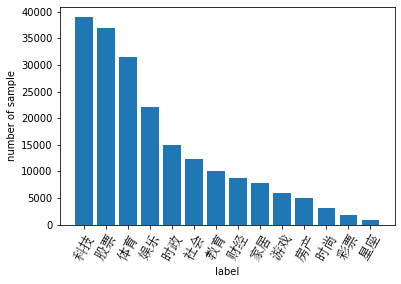 40000
35000
30000
25000
20000
15000
10000
5000
0
number of sample
科技
股票
体育
娱乐
时政
社会
教育
财经
家居
游戏
房产
时尚
彩票
星座
label